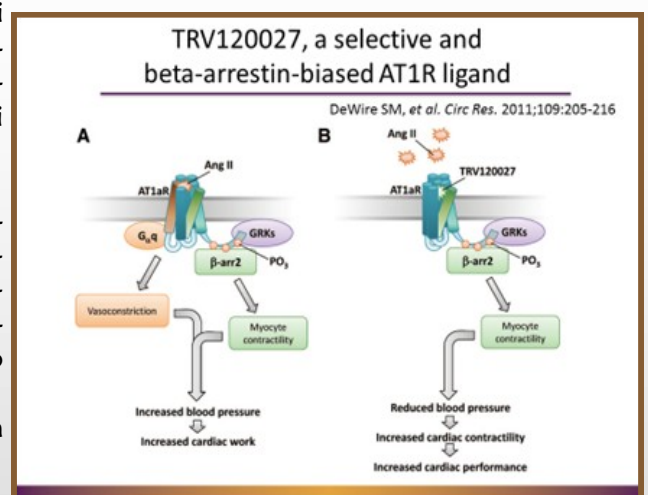 TRV120027, a selective and
beta-arrestin-biased AT1R ligand
DeWire SM, et al. Circ Res. 2011;109:205-216
A
Ang II
AT1aR
Gαq
GRKs
β-arr2
PO3
Vasoconstriction
Myocyte
contractility
Increased blood pressure
Increased cardiac work
B
Ang II
TRV120027
AT1aR
GRKs
β-arr2
PO3
Myocyte
contractility
Reduced blood pressure
Increased cardiac contractility
Increased cardiac performance